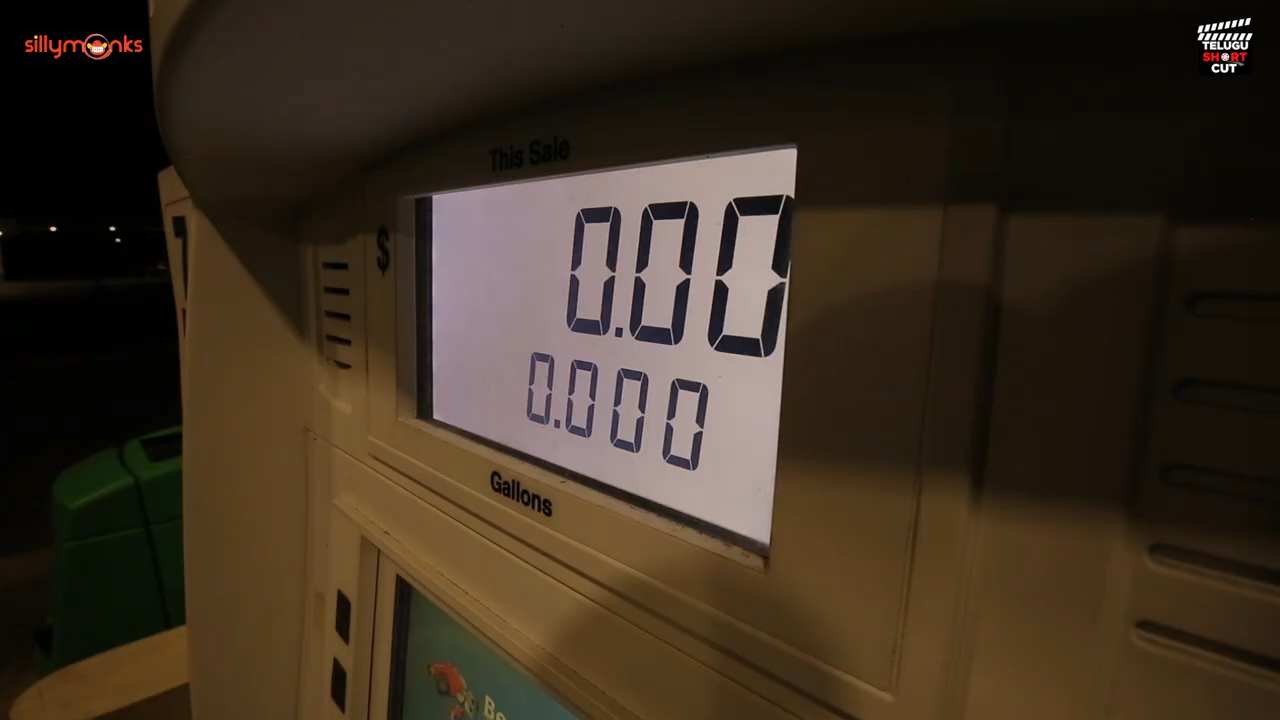 sillymonks
TELUGU
SHORT
CUT
This Sale
$
0.00
0.000
Gallons